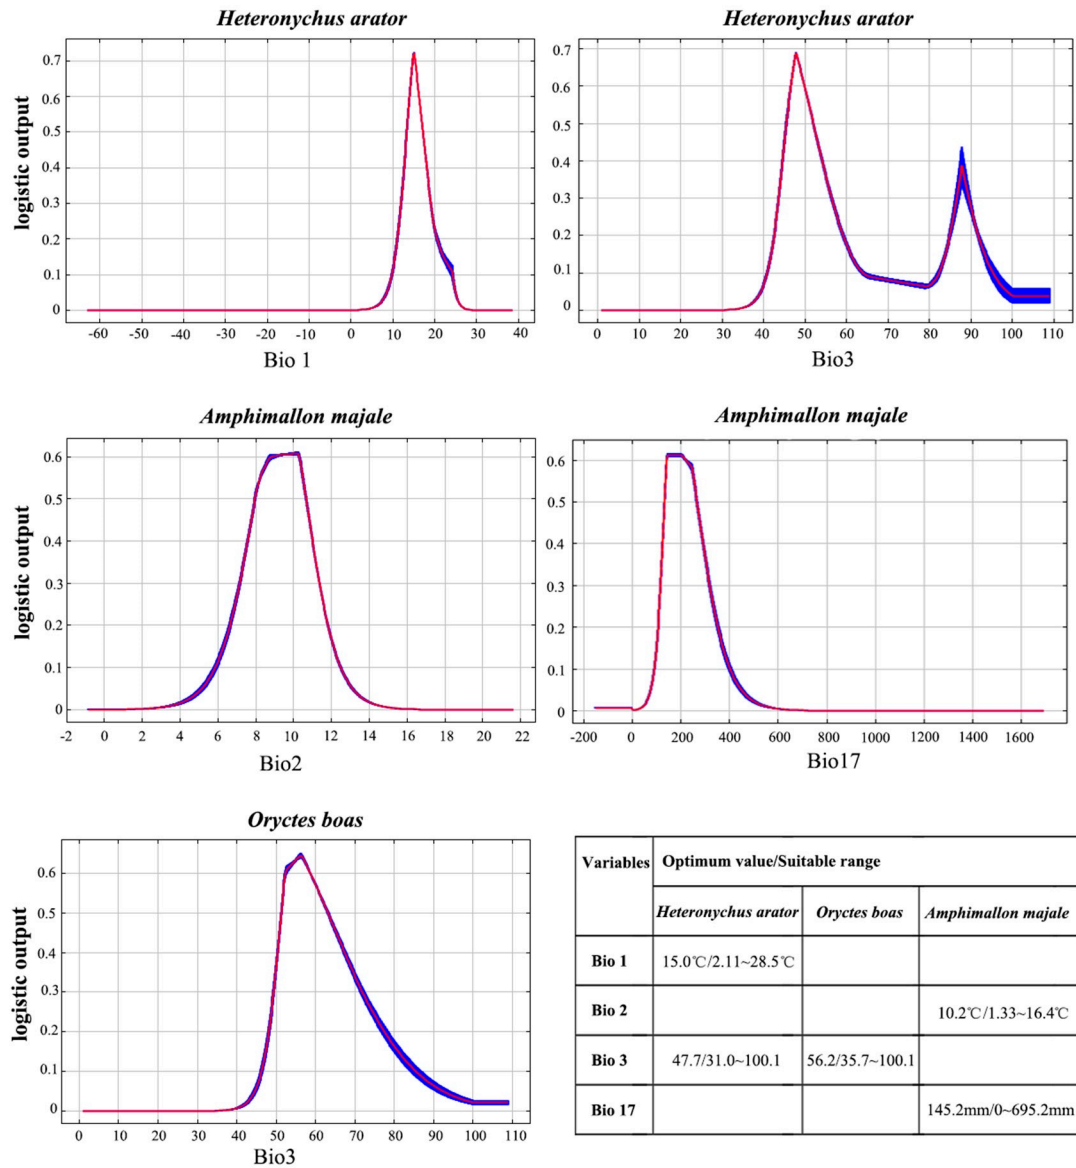 Heteronychus arator
logistic output
0.7
0.6
0.5
0.4
0.3
0.2
0.1
0
-60 -50 -40 -30 -20 -10 0 10 20 30 40
Bio 1
Heteronychus arator
0.7
0.6
0.5
0.4
0.3
0.2
0.1
0
0 10 20 30 40 50 60 70 80 90 100 110
Bio3
Amphimallon majale
logistic output
0.6
0.5
0.4
0.3
0.2
0.1
0
-2 0 2 4 6 8 10 12 14 16 18 20 22
Bio2
Amphimallon majale
0.6
0.5
0.4
0.3
0.2
0.1
0
-200 0 200 400 600 800 1000 1200 1400 1600
Bio17
Oryctes boas
logistic output
0.6
0.5
0.4
0.3
0.2
0.1
0
0 10 20 30 40 50 60 70 80 90 100 110
Bio3
Variables Optimum value/Suitable range
Heteronychus arator Oryctes boas Amphimallon majale
Bio 1 15.0℃/2.11~28.5℃
Bio 2 10.2℃/1.33~16.4℃
Bio 3 47.7/31.0~100.1 56.2/35.7~100.1
Bio 17 145.2mm/0~695.2mm